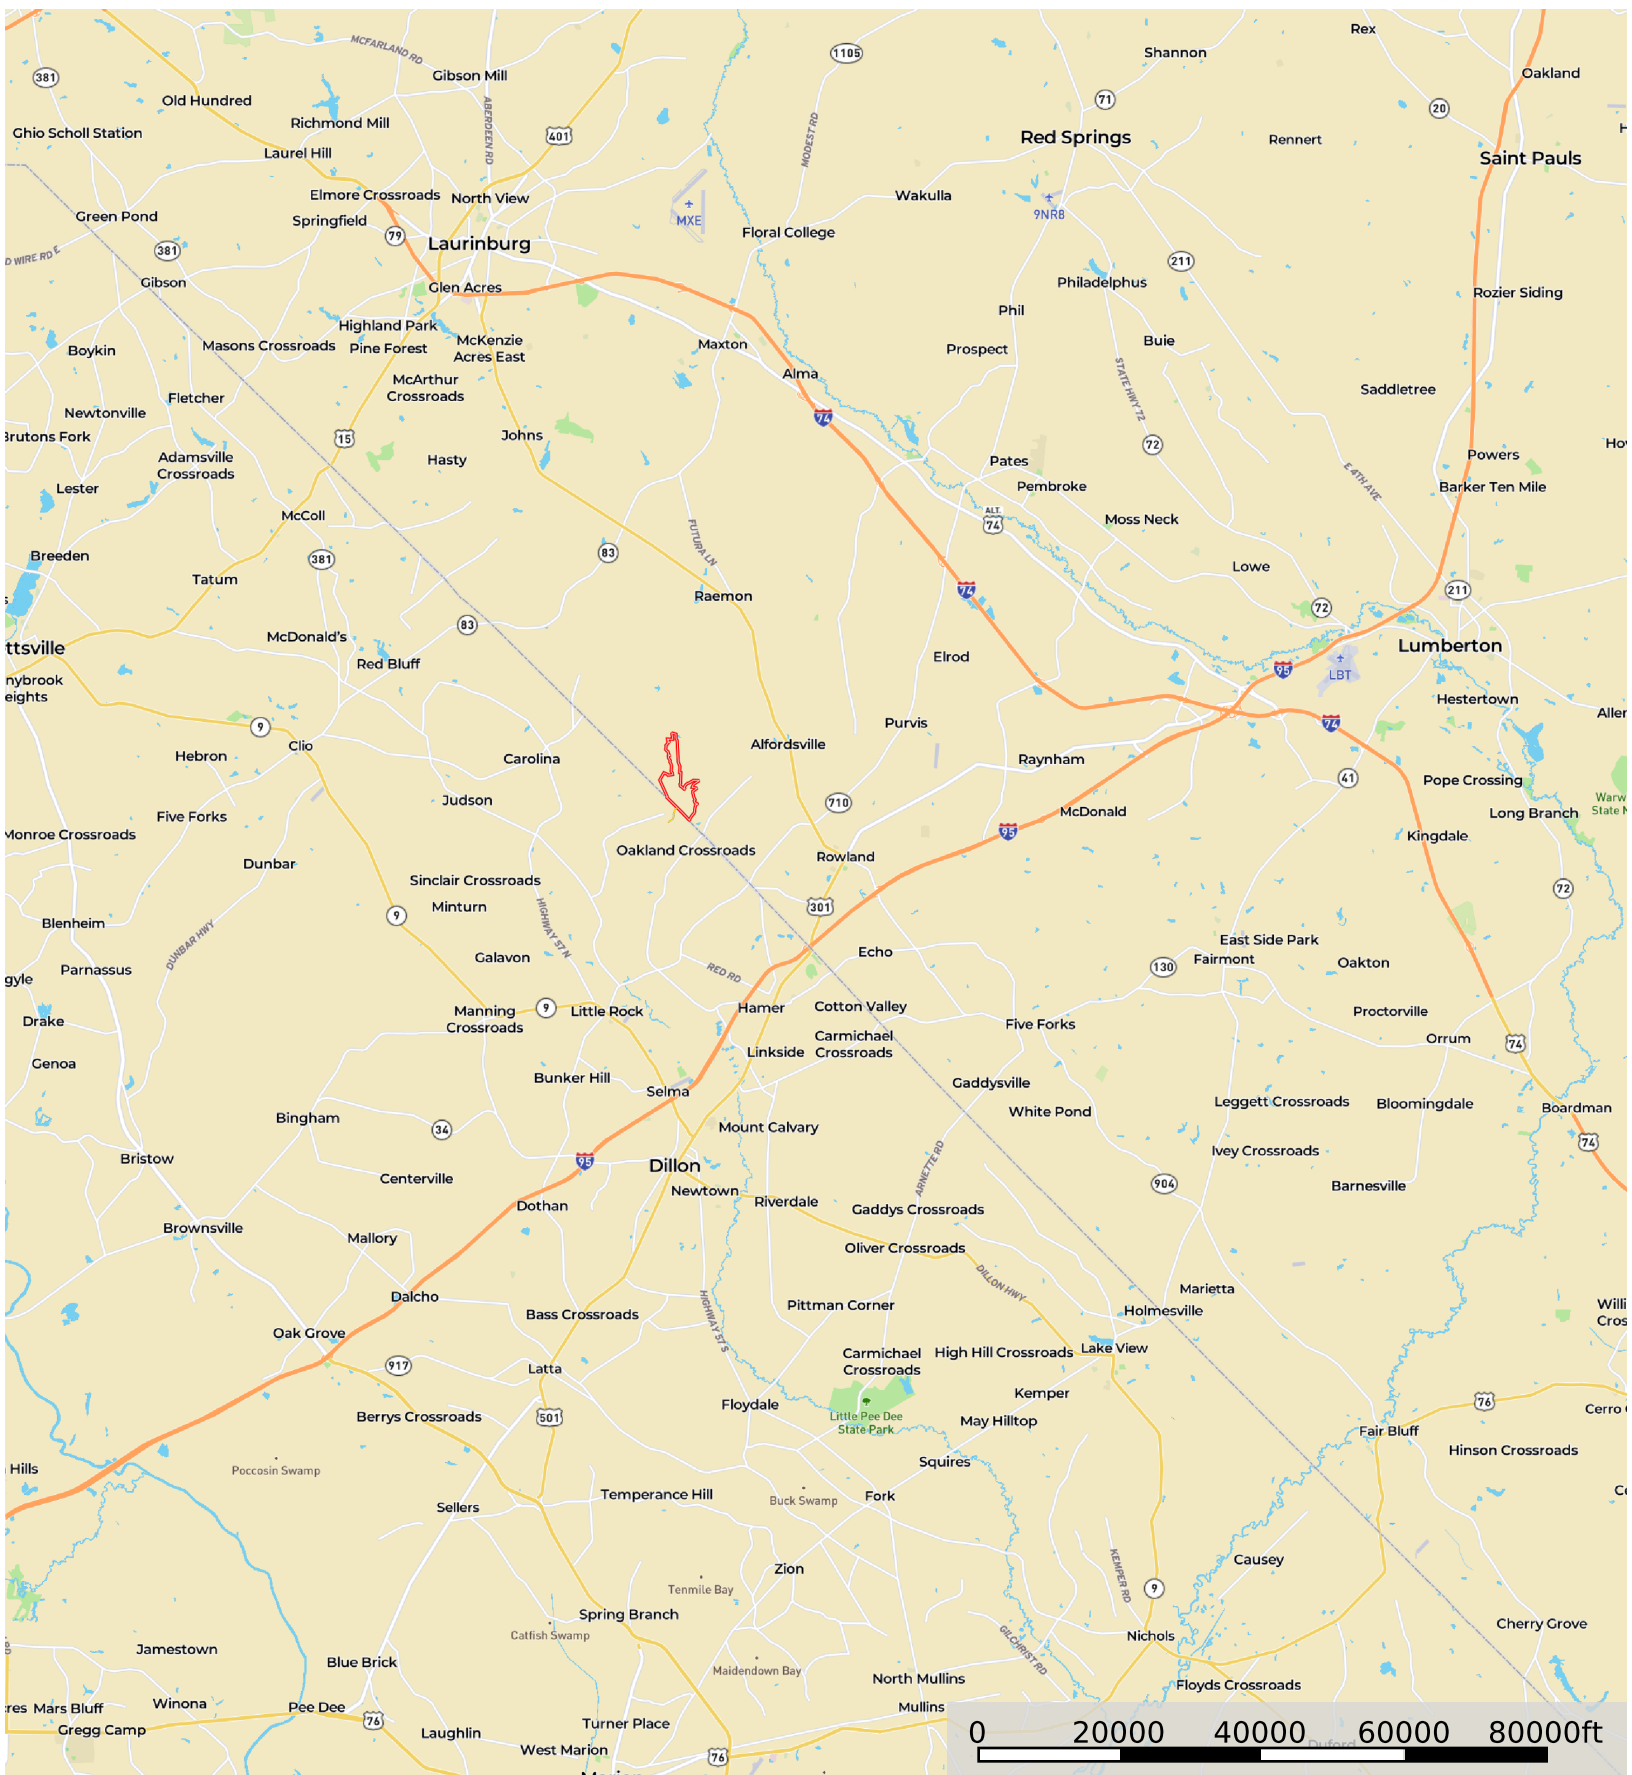 Rex
Shannon
1105
MCFARLAND RD
Gibson Mill
381
Oakland
Old Hundred
ABERDEEN RD
71
20
Richmond Mill
Ghio Scholl Station
401
MODEST RD
Red Springs
Rennert
Laurel Hill
Saint Pauls
Elmore Crossroads
North View
Wakulla
Green Pond
Springfield
MXE
9NR8
79
Laurinburg
Floral College
381
D WIRE RD E
211
Gibson
Glen Acres
Philadelphus
Rozier Siding
Phil
Highland Park
Masons Crossroads
Pine Forest
McKenzie
Acres East
Maxton
Prospect
Buie
Boykin
Alma
STATE HWY 72
McArthur
Crossroads
Saddletree
Fletcher
Newtonville
74
Brutons Fork
15
Johns
72
Adamsville
Crossroads
Hasty
Pates
Powers
Lester
Pembroke
E 4TH AVE
Barker Ten Mile
McColl
ALT.
74
Moss Neck
FUTURA LN
Breeden
381
83
Lowe
Tatum
Raemon
74
211
72
83
McDonald's
ttsville
Red Bluff
Elrod
Lumberton
95
LBT
nybrook
eights
Hestertown
Aller
9
Purvis
74
Clio
Alfordsville
Hebron
Carolina
Raynham
41
Pope Crossing
Judson
710
Warw
State N
Five Forks
McDonald
Long Branch
Monroe Crossroads
95
Kingdale
Oakland Crossroads
Rowland
Dunbar
Sinclair Crossroads
72
Minturn
301
9
Blenheim
HIGHWAY 57 N
DUNBAR HWY
East Side Park
Galavon
Echo
Fairmont
Oakton
130
Parnassus
gyle
RED RD
Manning
Crossroads
9
Little Rock
Hamer
Cotton Valley
Proctorville
Drake
Five Forks
Carmichael
Crossroads
Linkside
Orrum
74
Genoa
Bunker Hill
Selma
Gaddysville
White Pond
Leggett Crossroads
Bloomingdale
Boardman
Bingham
34
Mount Calvary
74
Ivey Crossroads
Bristow
95
Dillon
ARNETTE RD
Centerville
Newtown
904
Barnesville
Riverdale
Dothan
Gaddys Crossroads
Brownsville
Mallory
Oliver Crossroads
DILLON HWY
Marietta
Dalcho
Pittman Corner
Holmesville
Bass Crossroads
HIGHWAY 57 S
Willi
Cros
Oak Grove
Carmichael
Crossroads
High Hill Crossroads
Lake View
917
Latta
Kemper
Floydale
76
Berrys Crossroads
501
Little Pee Dee
State Park
May Hilltop
Cerro
Fair Bluff
Hinson Crossroads
Hills
Poccosin Swamp
Squires
Temperance Hill
Buck Swamp
Fork
Ce
Sellers
Causey
Zion
KEMPER RD
Tenmile Bay
9
Spring Branch
Cherry Grove
Catfish Swamp
GILCHRIST RD
Nichols
Jamestown
Blue Brick
Maidendown Bay
North Mullins
Floyds Crossroads
cres
Mars Bluff
Winona
Pee Dee
Mullins
76
Gregg Camp
Laughlin
Turner Place
West Marion
76
0 20000 40000 60000 80000ft
Duford